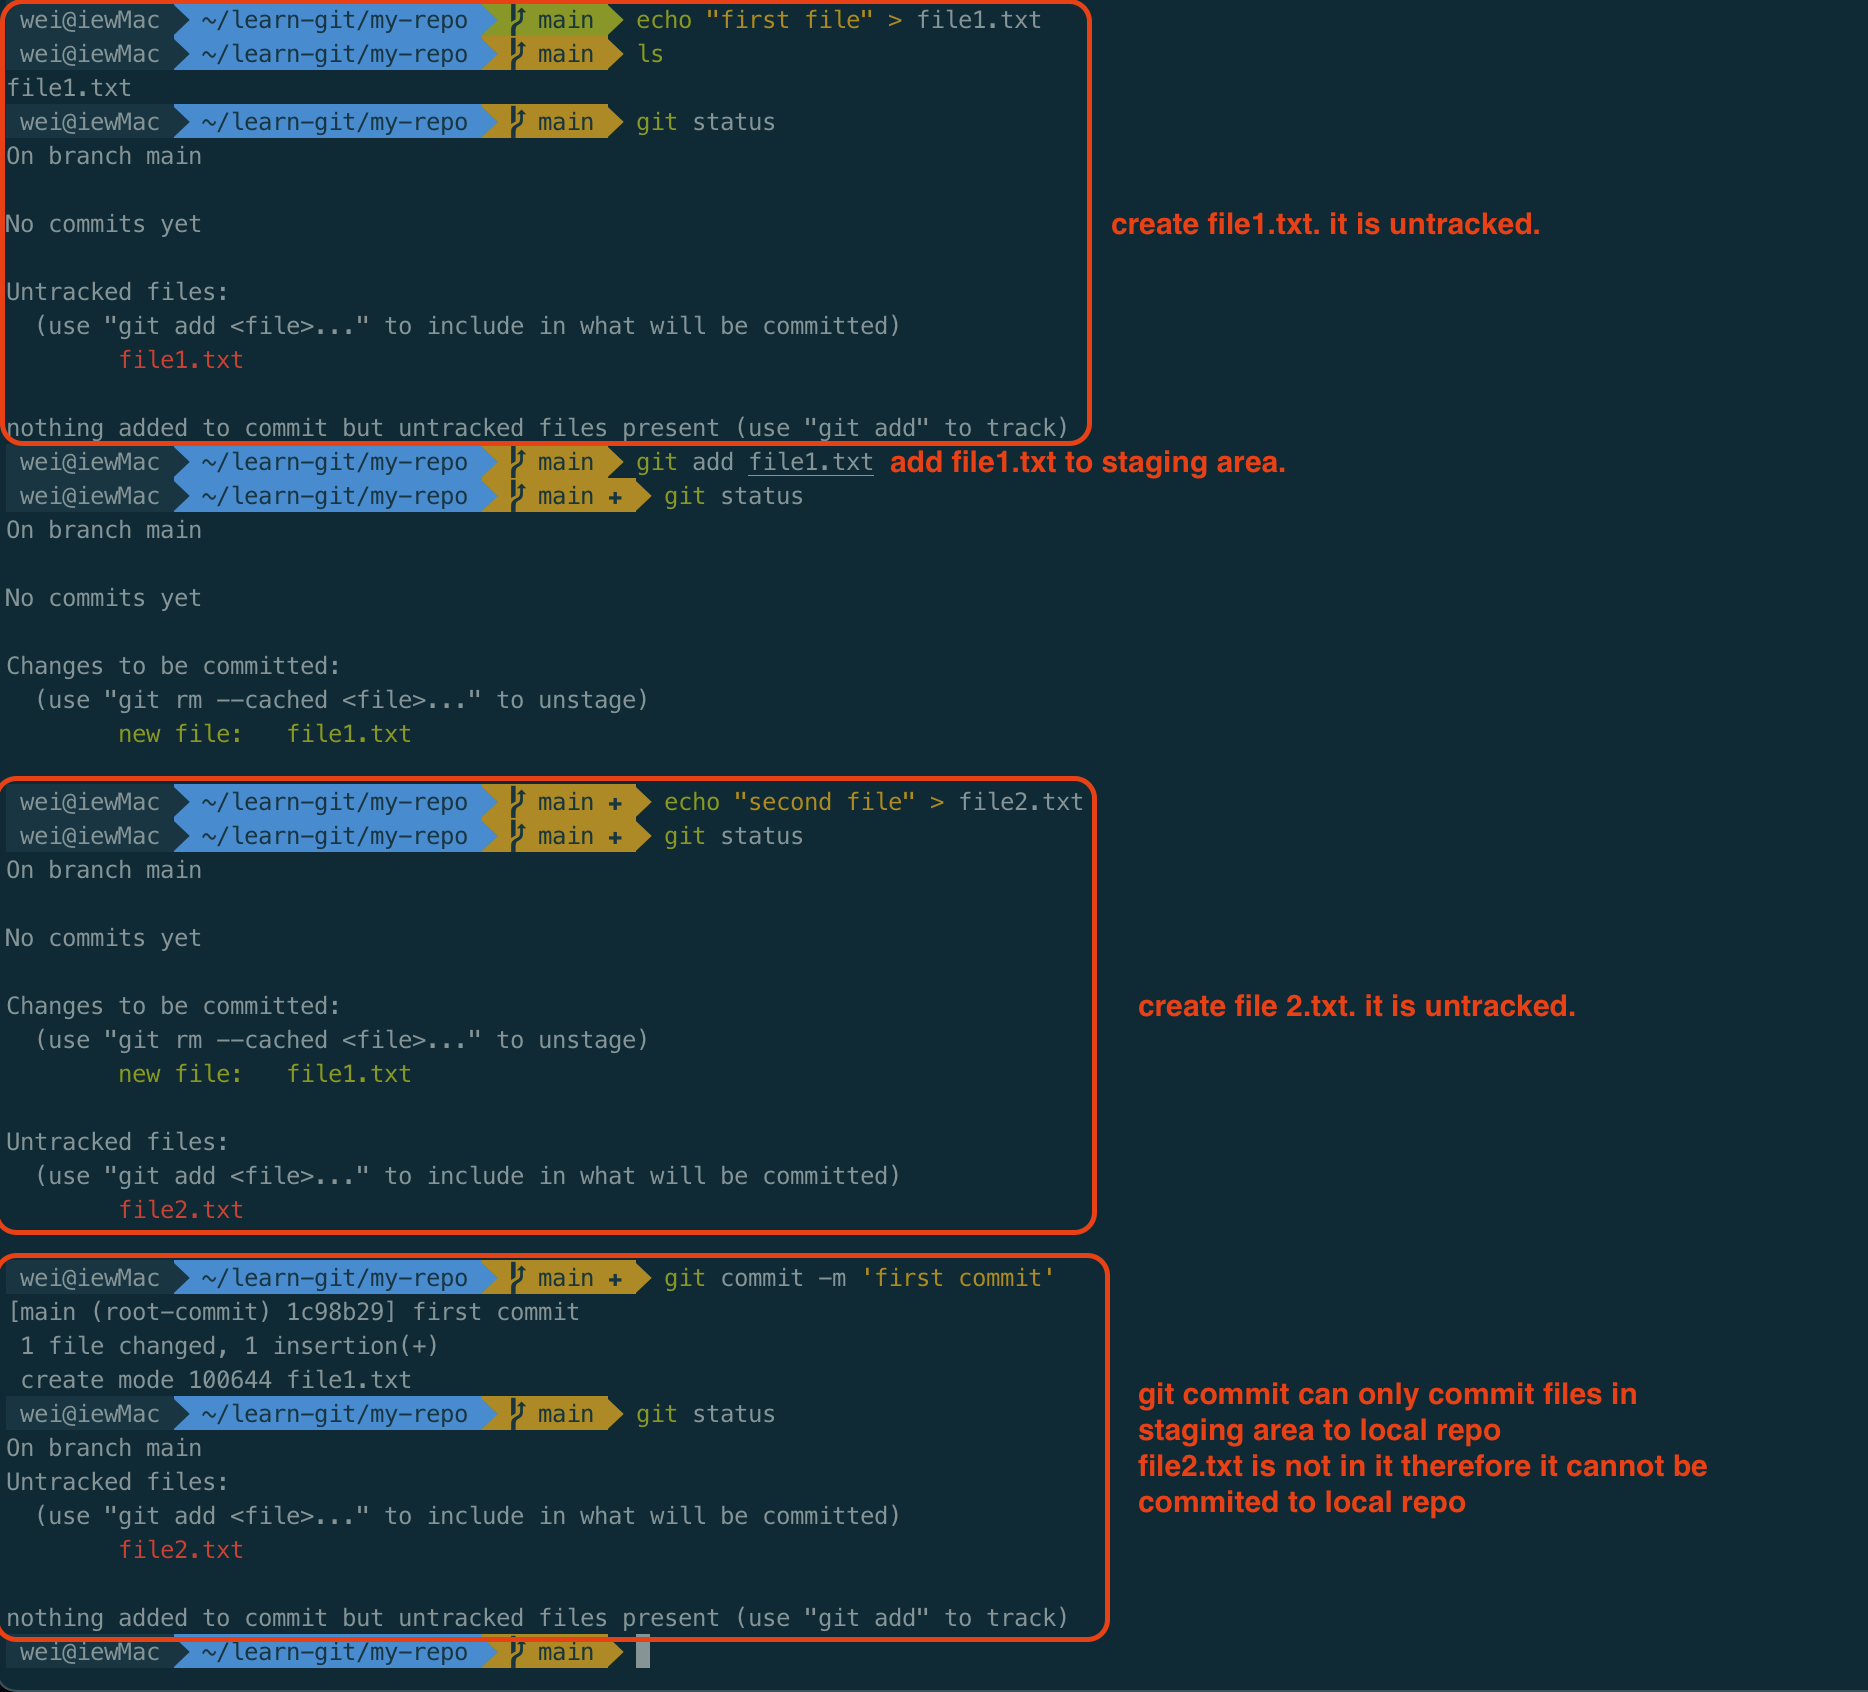 wei@iewMac ~/learn-git/my-repo main echo "first file" > file1.txt
wei@iewMac ~/learn-git/my-repo main ls
file1.txt
wei@iewMac ~/learn-git/my-repo main git status
On branch main
No commits yet
create file1.txt. it is untracked.
Untracked files:
(use "git add <file>..." to include in what will be committed)
file1.txt
nothing added to commit but untracked files present (use "git add" to track)
wei@iewMac ~/learn-git/my-repo main git add file1.txt add file1.txt to staging area.
wei@iewMac ~/learn-git/my-repo main + git status
On branch main
No commits yet
Changes to be committed:
(use "git rm --cached <file>..." to unstage)
new file: file1.txt
wei@iewMac ~/learn-git/my-repo main + echo "second file" > file2.txt
wei@iewMac ~/learn-git/my-repo main + git status
On branch main
No commits yet
Changes to be committed:
create file 2.txt. it is untracked.
(use "git rm --cached <file>..." to unstage)
new file: file1.txt
Untracked files:
(use "git add <file>..." to include in what will be committed)
file2.txt
wei@iewMac ~/learn-git/my-repo main + git commit -m 'first commit'
[main (root-commit) 1c98b29] first commit
1 file changed, 1 insertion(+)
create mode 100644 file1.txt
wei@iewMac ~/learn-git/my-repo main git status
On branch main
Untracked files:
(use "git add <file>..." to include in what will be committed)
file2.txt
nothing added to commit but untracked files present (use "git add" to track)
git commit can only commit files in
staging area to local repo
file2.txt is not in it therefore it cannot be
commited to local repo
wei@iewMac ~/learn-git/my-repo main